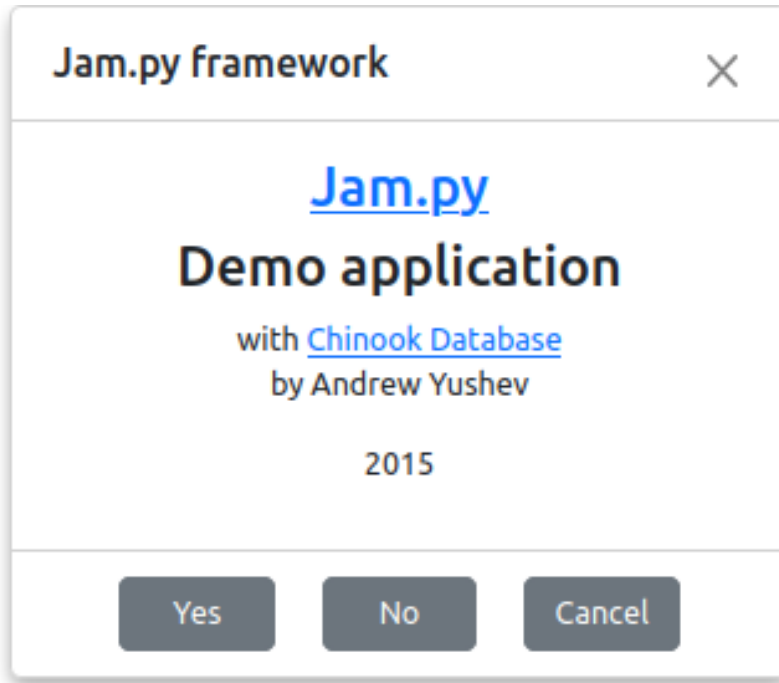 Jam.py framework
Jam.py
Demo application
with Chinook Database
by Andrew Yushev
2015
Yes No Cancel